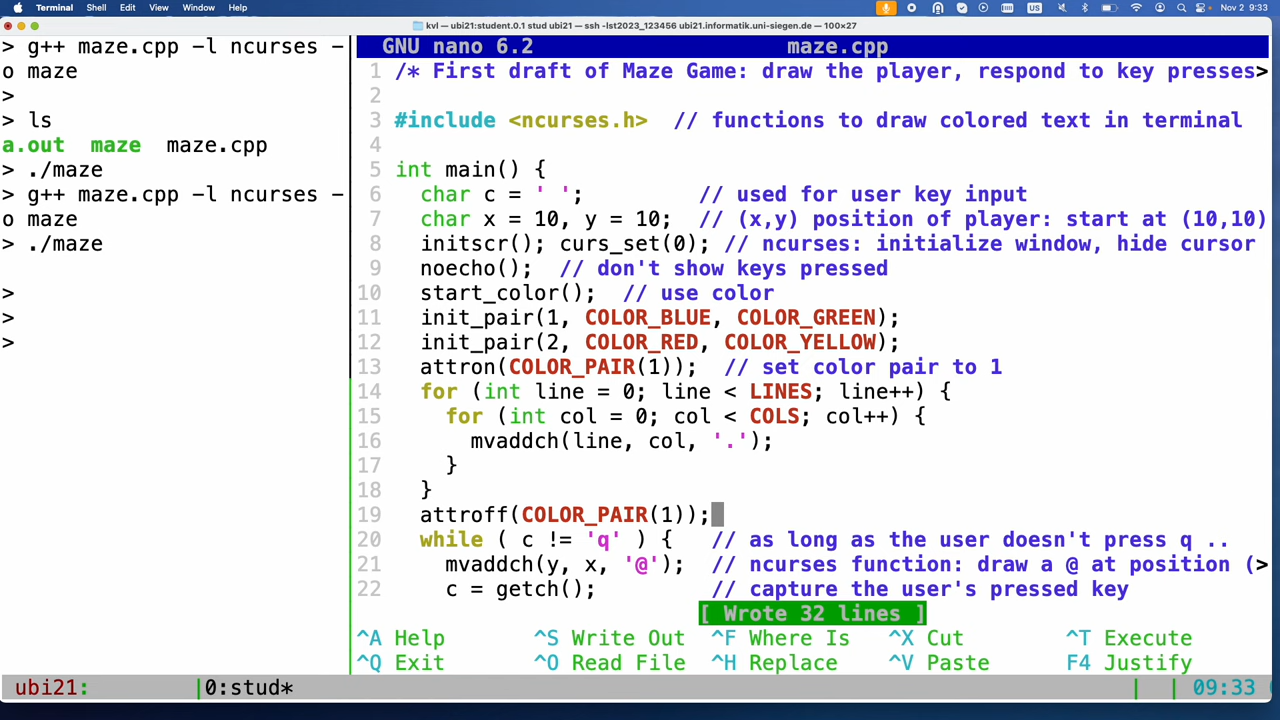 Terminal Shell Edit View Window Help
US
Nov 2 9:33
kvl — ubi21:student.0.1 stud ubi21 — ssh -lst2023_123456 ubi21.informatik.uni-siegen.de — 100×27
> g++ maze.cpp -l ncurses -
o maze
>
> ls
a.out maze maze.cpp
> ./maze
> g++ maze.cpp -l ncurses -
o maze
> ./maze
>
>
>
GNU nano 6.2 maze.cpp
1 /* First draft of Maze Game: draw the player, respond to key presses>
2
3 #include <ncurses.h> // functions to draw colored text in terminal
4
5 int main() {
6 char c = ' '; // used for user key input
7 char x = 10, y = 10; // (x,y) position of player: start at (10,10)
8 initscr(); curs_set(0); // ncurses: initialize window, hide cursor
9 noecho(); // don't show keys pressed
10 start_color(); // use color
11 init_pair(1, COLOR_BLUE, COLOR_GREEN);
12 init_pair(2, COLOR_RED, COLOR_YELLOW);
13 attron(COLOR_PAIR(1)); // set color pair to 1
14 for (int line = 0; line < LINES; line++) {
15 for (int col = 0; col < COLS; col++) {
16 mvaddch(line, col, '.');
17 }
18 }
19 attroff(COLOR_PAIR(1));
20 while ( c != 'q' ) { // as long as the user doesn't press q ..
21 mvaddch(y, x, '@'); // ncurses function: draw a @ at position (>
22 c = getch(); // capture the user's pressed key
[ Wrote 32 lines ]
^A Help ^S Write Out ^F Where Is ^X Cut ^T Execute
^Q Exit ^O Read File ^H Replace ^V Paste F4 Justify
ubi21: |0:stud* | | 09:33